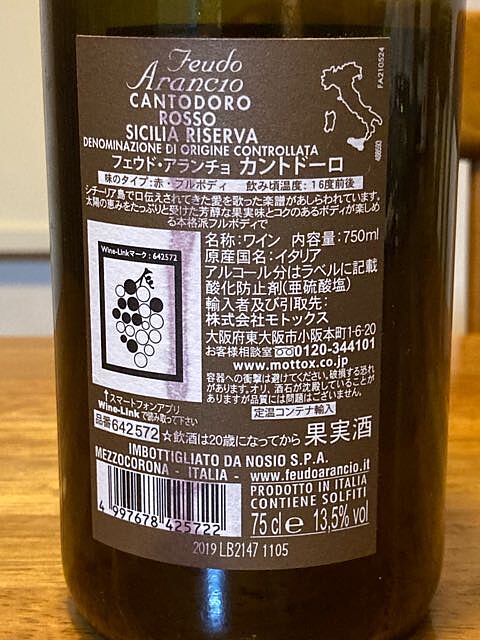 Feudo
Arancio
CANTODORO
ROSSO
SICILIA RISERVA
DENOMINAZIONE DI ORIGINE CONTROLLATA
フェウド・アランチョ カントドーロ
味のタイプ:赤・フルボディ 飲み頃温度:16度前後
シチーリア島で口伝えされてきた愛を歌った楽譜があしらわれています。
太陽の恵みをたっぷりと受けた芳醇な果実味とコクのあるボディが楽しめ
る本格派フルボディで
名称:ワイン 内容量:750ml
原産国名:イタリア
アルコール分はラベルに記載
酸化防止剤(亜硫酸塩)
輸入者及び引取先:
株式会社モトックス
大阪府東大阪市小阪本町1-6-20
お客様相談室 0120-344101
www.mottox.co.jp
容器への衝撃は避けてください。破損する恐れ
があります。オリ、酒石が沈殿していることが
ありますが品質には問題はございません。
定温コンテナ輸入
Wine-Linkマーク:642572
↑スマートフォンアプリ
Wine-Linkで読み取って下さい
品番642572 ☆飲酒は20歳になってから 果実酒
IMBOTTIGLIATO DA NOSIO S.P.A.
MEZZOCORONA - ITALIA - www.feudoarancio.it
PRODOTTO IN ITALIA
CONTIENE SOLFITI
75 cl e 13,5% vol
4 997678 425722
2019 LB2147 1105
FA210524
488693